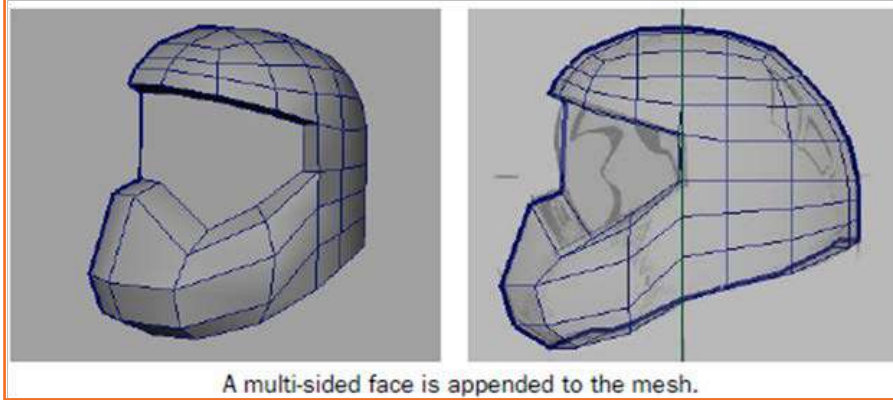 A multi-sided face is appended to the mesh.